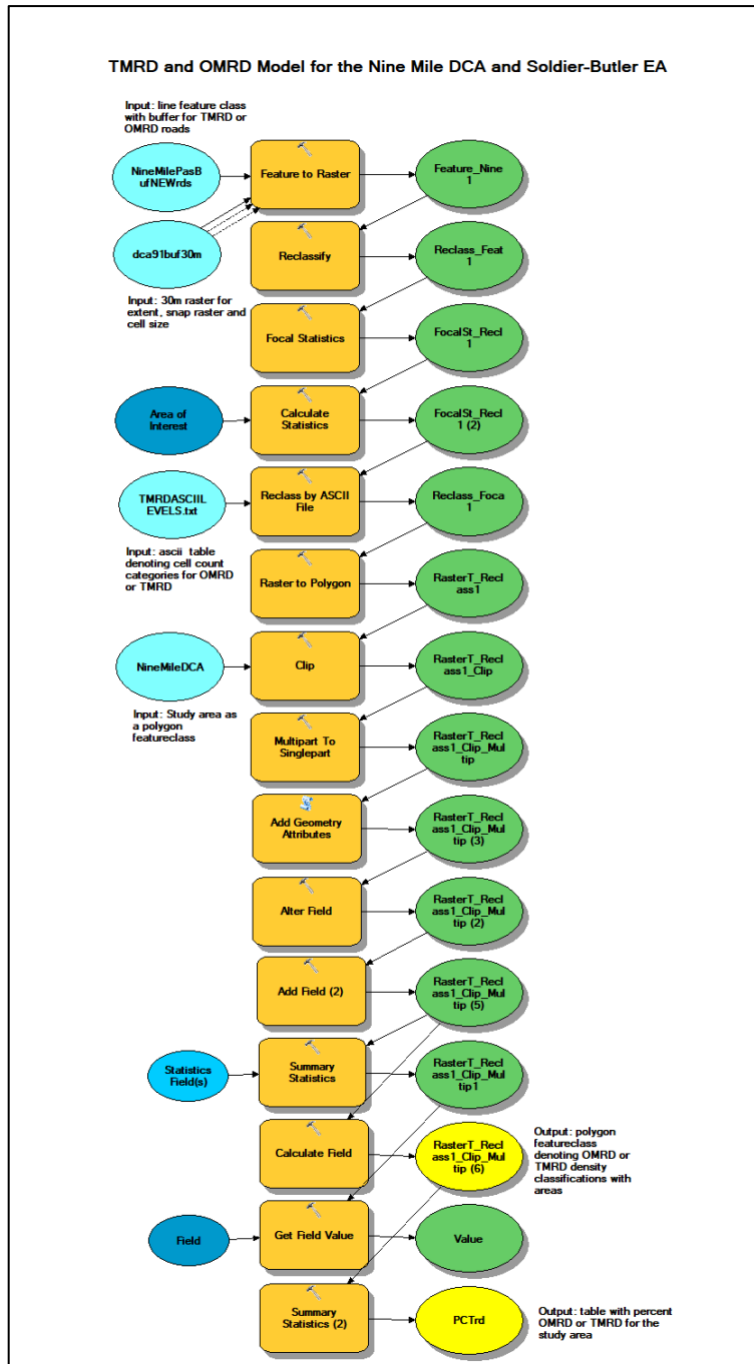 TMRD and OMRD Model for the Nine Mile DCA and Soldier-Butler EA
Input: line feature class
with buffer for TMRD or
OMRD roads
NineMilePasB
ufNEWrds
Feature to Raster
Feature_Nine
1
dca91buf30m
Reclassify
Reclass_Feat
1
Input: 30m raster for
extent, snap raster and
cell size
Focal Statistics
FocalSt_Recl
1
Area of
Interest
Calculate
Statistics
FocalSt_Recl
1 (2)
TMRDASCIIL
EVELS.txt
Reclass by ASCII
File
Reclass_Foca
1
Input: ascii table
denoting cell count
categories for OMRD
or TMRD
Raster to Polygon
RasterT_Recl
ass1
NineMileDCA
Clip
RasterT_Recl
ass1_Clip
Input: Study area as
a polygon
featureclass
Multipart To
Singlepart
RasterT_Recl
ass1_Clip_Mul
tip
Add Geometry
Attributes
RasterT_Recl
ass1_Clip_Mul
tip (3)
Alter Field
RasterT_Recl
ass1_Clip_Mul
tip (2)
Add Field (2)
RasterT_Recl
ass1_Clip_Mul
tip (5)
Statistics
Field(s)
Summary
Statistics
RasterT_Recl
ass1_Clip_Mul
tip1
Calculate Field
RasterT_Recl
ass1_Clip_Mul
tip (6)
Output: polygon
featureclass
denoting OMRD or
TMRD density
classifications with
areas
Field
Get Field Value
Value
Summary
Statistics (2)
PCTrd
Output: table with percent
OMRD or TMRD for the
study area